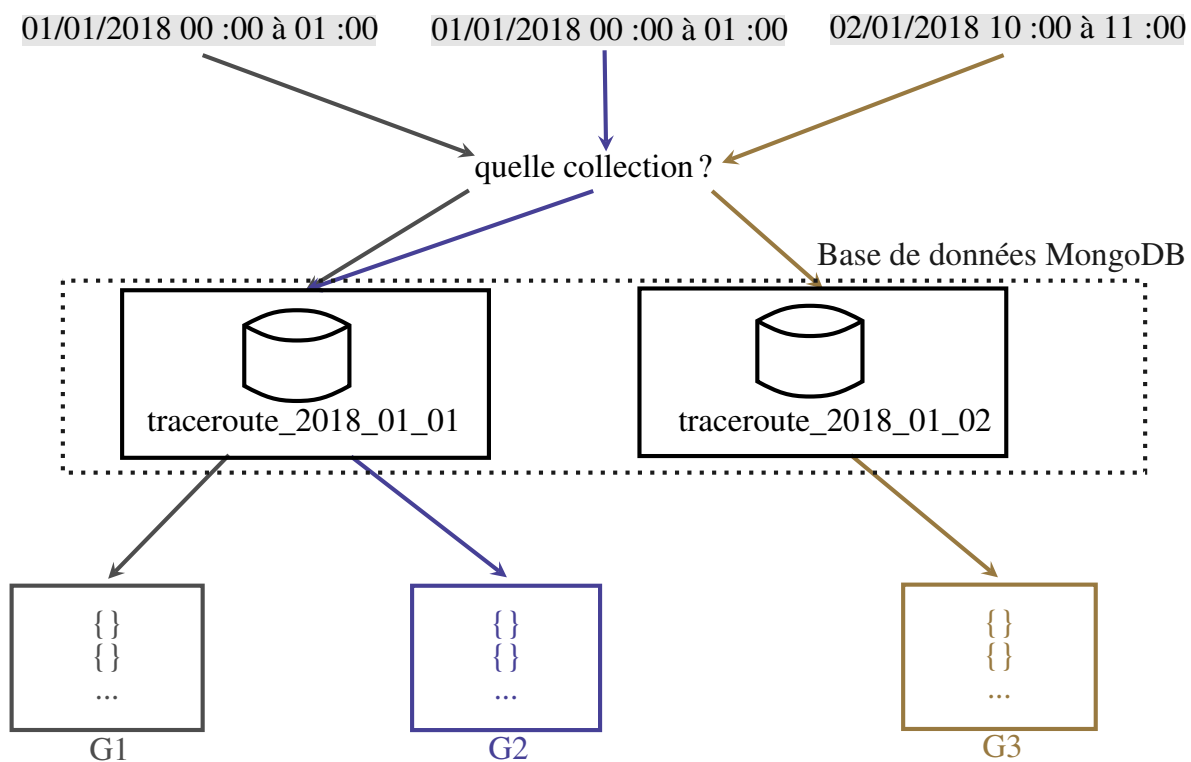 01/01/2018 00 :00 à 01 :00
01/01/2018 00 :00 à 01 :00
02/01/2018 10 :00 à 11 :00
quelle collection ?
Base de données MongoDB
traceroute_2018_01_01
traceroute_2018_01_02
{ }
{ }
...
G1
{ }
{ }
...
G2
{ }
{ }
...
G3